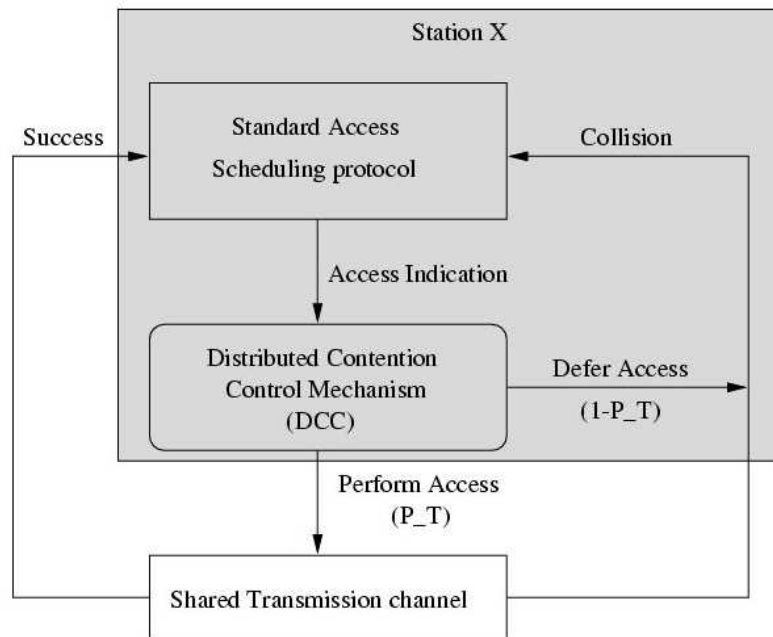 Station X
Standard Access
Scheduling protocol
Success
Collision
Access Indication
Distributed Contention
Control Mechanism
(DCC)
Defer Access
(1-P_T)
Perform Access
(P_T)
Shared Transmission channel